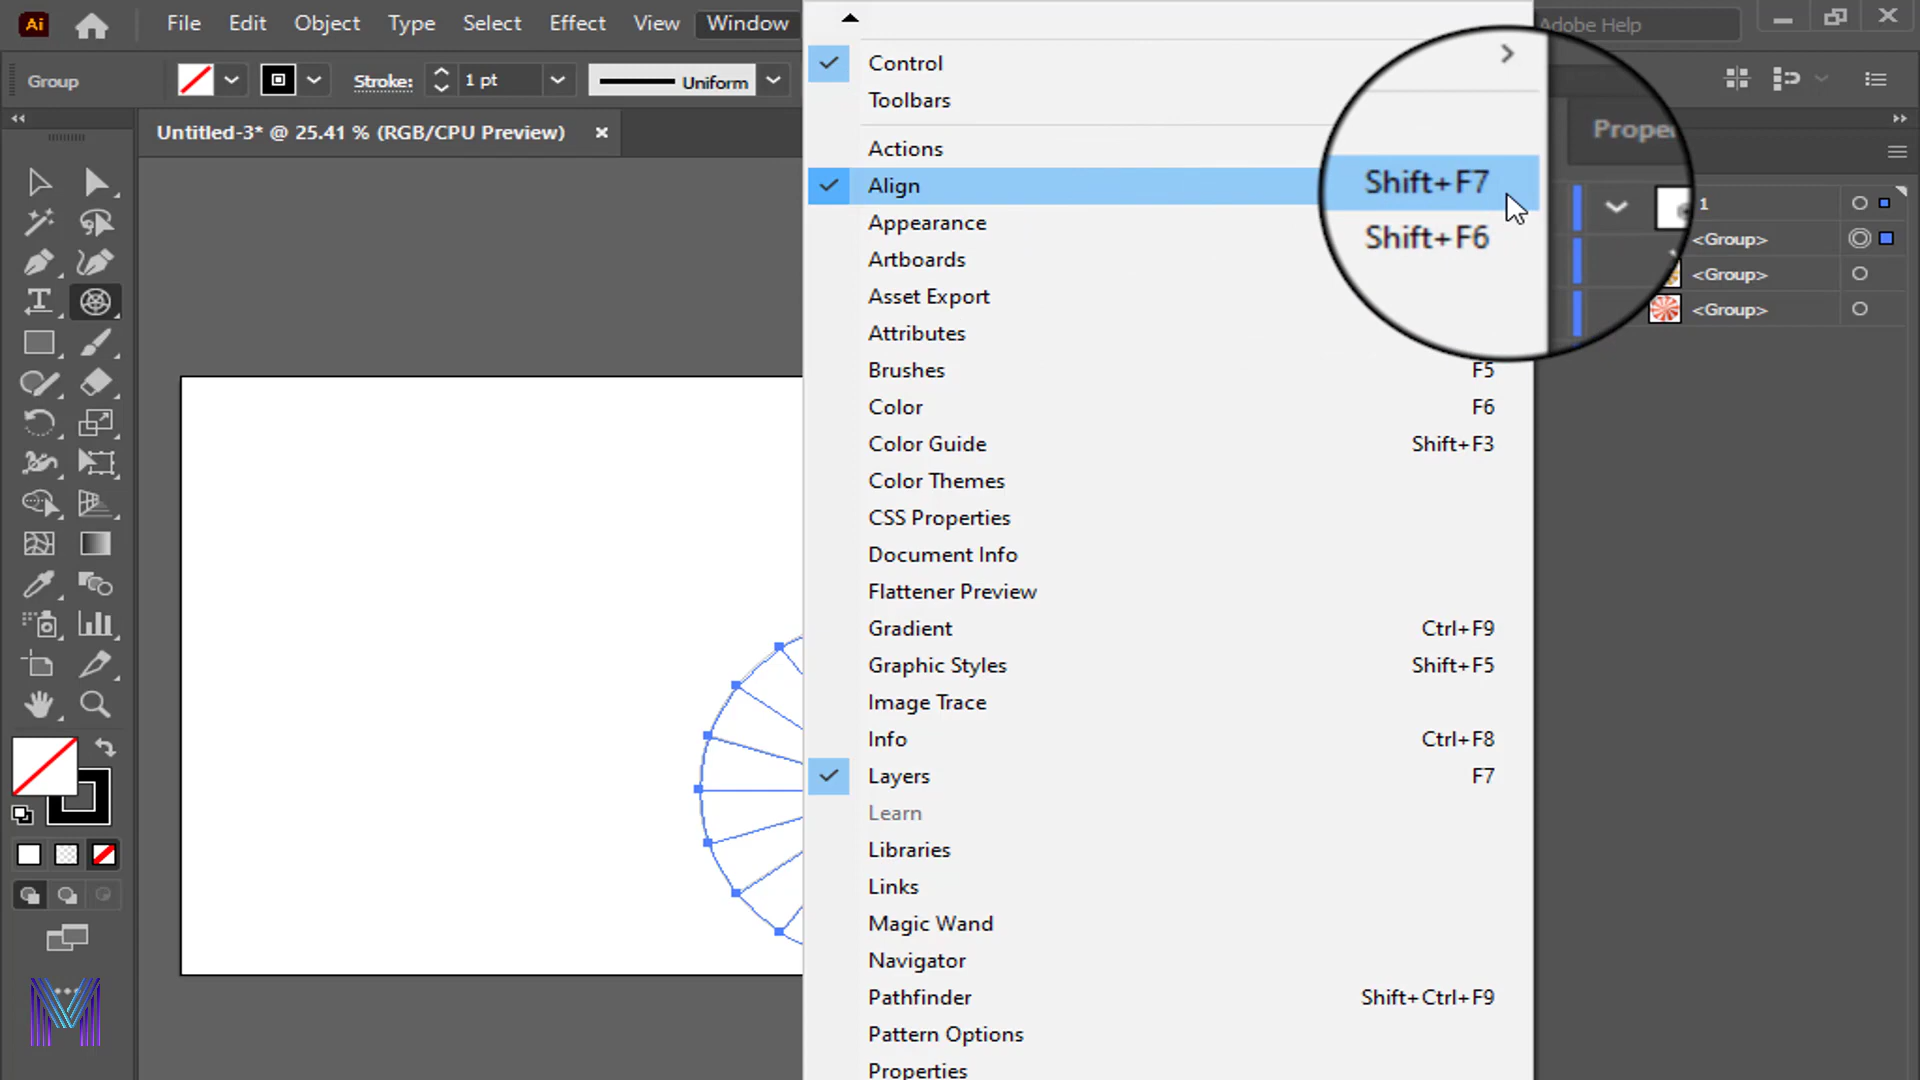 Ai File Edit Object Type Select Effect View Window Adobe Help
Group Stroke: 1 pt Uniform
Untitled-3* @ 25.41 % (RGB/CPU Preview)
Control
Toolbars
Actions
Align Shift+F7
Appearance Shift+F6
Artboards
Asset Export
Attributes
Brushes F5
Color F6
Color Guide Shift+F3
Color Themes
CSS Properties
Document Info
Flattener Preview
Gradient Ctrl+F9
Graphic Styles Shift+F5
Image Trace
Info Ctrl+F8
Layers F7
Learn
Libraries
Links
Magic Wand
Navigator
Pathfinder Shift+Ctrl+F9
Pattern Options
Properties
1
<Group>
<Group>
<Group>
M